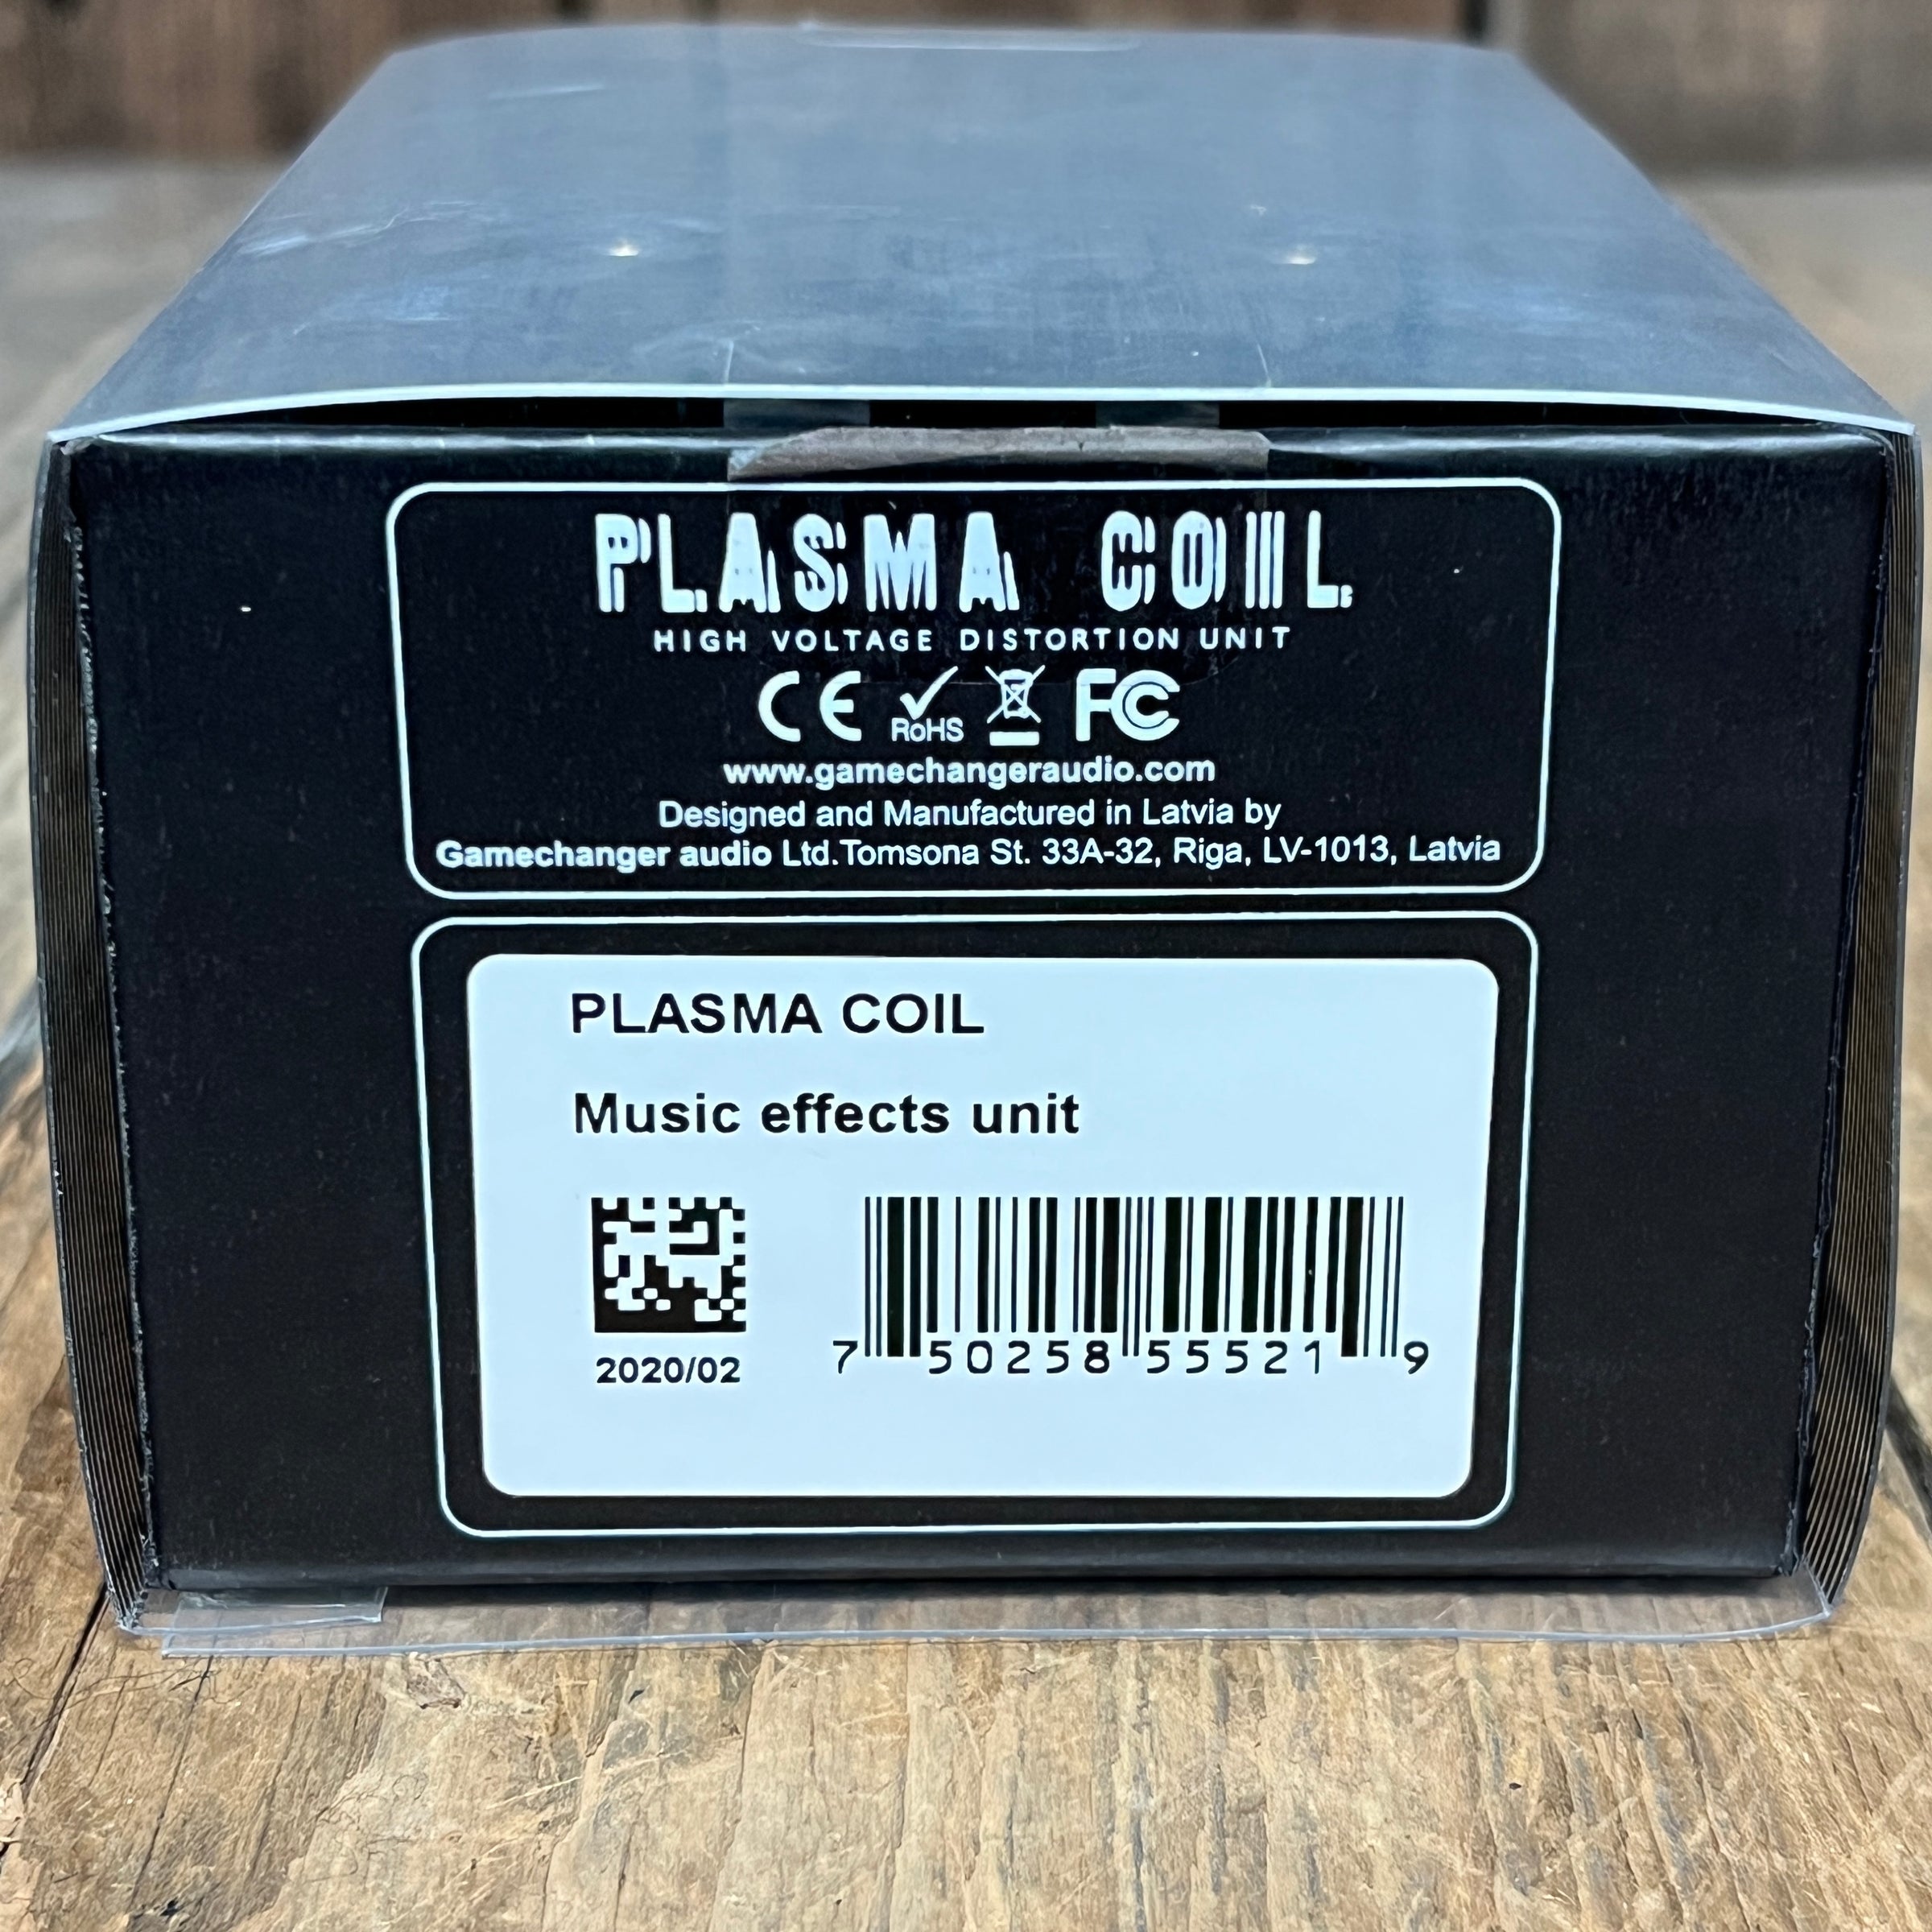 PLASMA COIL
HIGH VOLTAGE DISTORTION UNIT
CE RoHS FC
www.gamechangeraudio.com
Designed and Manufactured in Latvia by
Gamechanger audio Ltd.Tomsona St. 33A-32, Riga, LV-1013, Latvia
PLASMA COIL
Music effects unit
2020/02
7 50258 55521 9